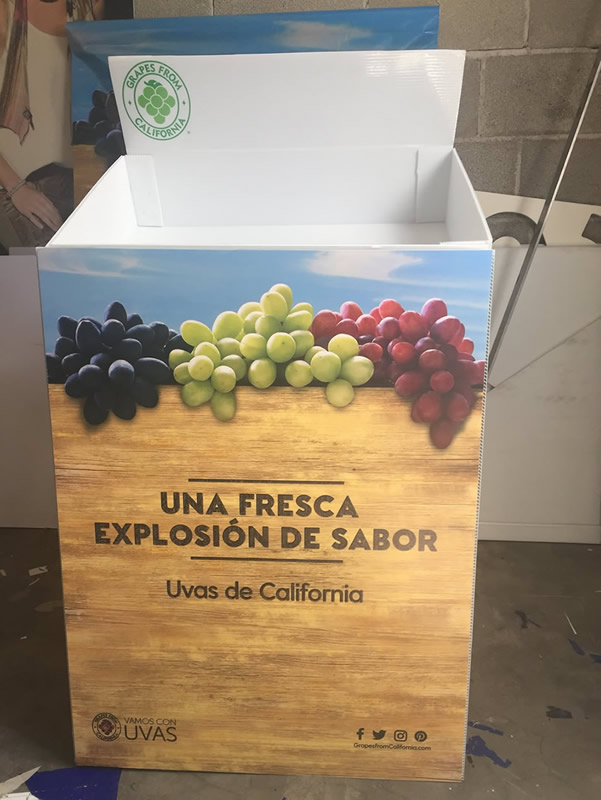 GRAPES FROM
CALIFORNIA
UNA FRESCA
EXPLOSIÓN DE SABOR
Uvas de California
VAMOS CON
UVAS
GrapesfromCalifornia.com